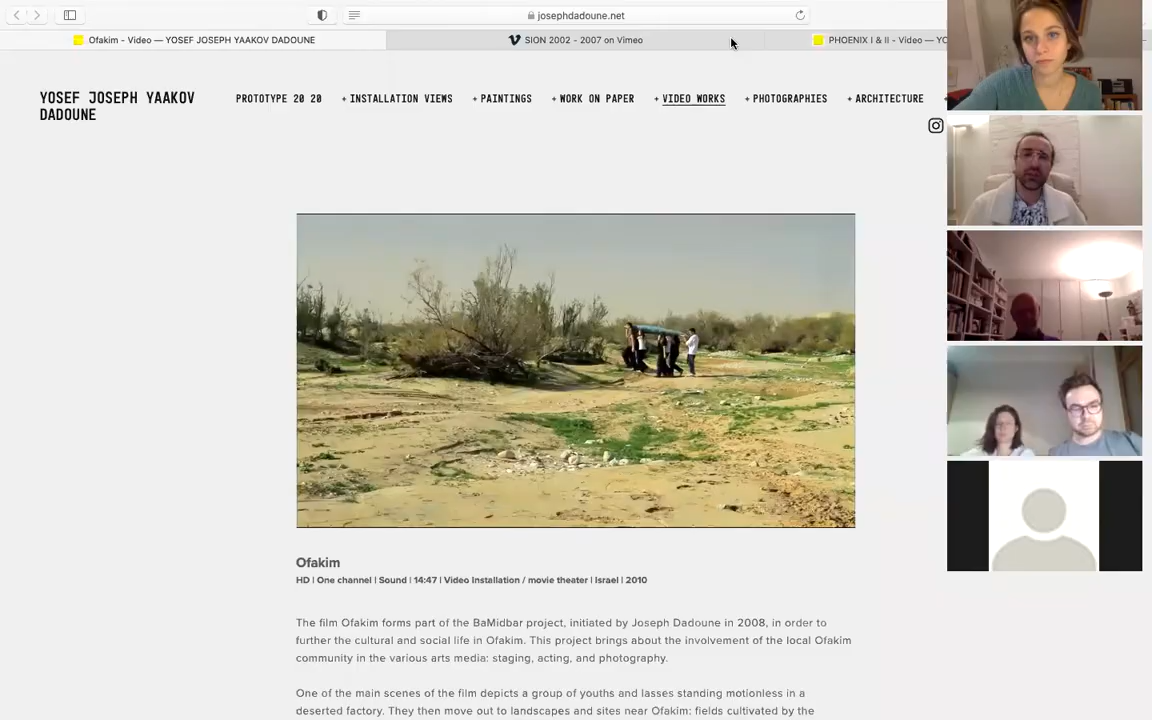 josephdadoune.net
Ofakim - Video — YOSEF JOSEPH YAAKOV DADOUNE
SION 2002 - 2007 on Vimeo
PHOENIX I & II - Video — YO
YOSEF JOSEPH YAAKOV
DADOUNE
PROTOTYPE 20 20
+ INSTALLATION VIEWS
+ PAINTINGS
+ WORK ON PAPER
+ VIDEO WORKS
+ PHOTOGRAPHIES
+ ARCHITECTURE
+
Ofakim
HD | One channel | Sound | 14:47 | Video Installation / movie theater | Israel | 2010
The film Ofakim forms part of the BaMidbar project, initiated by Joseph Dadoune in 2008, in order to
further the cultural and social life in Ofakim. This project brings about the involvement of the local Ofakim
community in the various arts media: staging, acting, and photography.
One of the main scenes of the film depicts a group of youths and lasses standing motionless in a
deserted factory. They then move out to landscapes and sites near Ofakim: fields cultivated by the